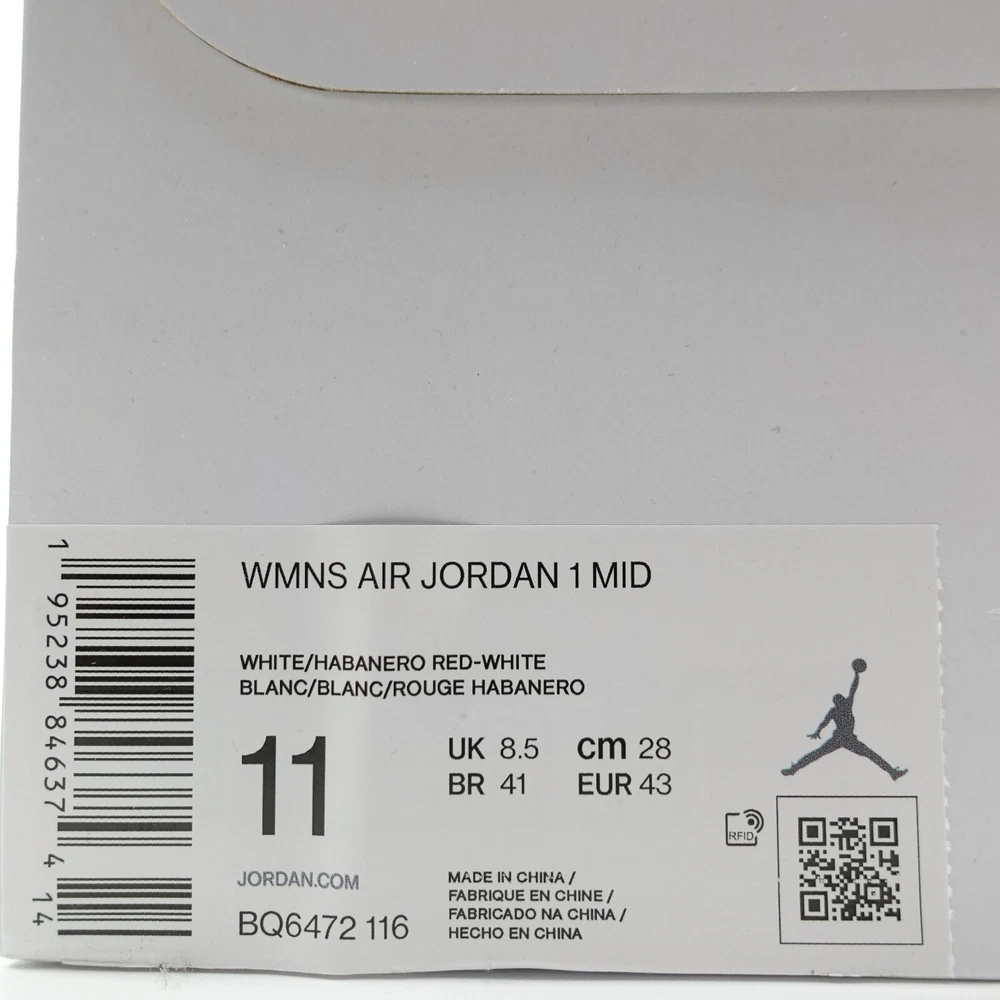 WMNS AIR JORDAN 1 MID
WHITE/HABANERO RED-WHITE
BLANC/BLANC/ROUGE HABANERO
11
UK 8.5 cm 28
BR 41 EUR 43
RFID
JORDAN.COM
BQ6472 116
MADE IN CHINA /
FABRIQUE EN CHINE /
FABRICADO NA CHINA /
HECHO EN CHINA
1 95238 84637 4 14